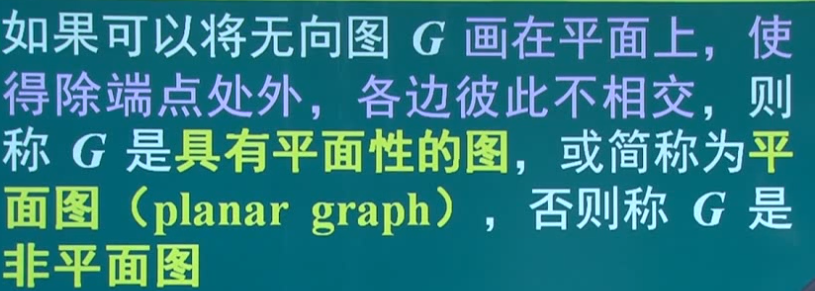 如果可以将无向图 G 画在平面上，使
得除端点处外，各边彼此不相交，则
称 G 是具有平面性的图，或简称为平
面图（planar graph），否则称 G 是
非平面图